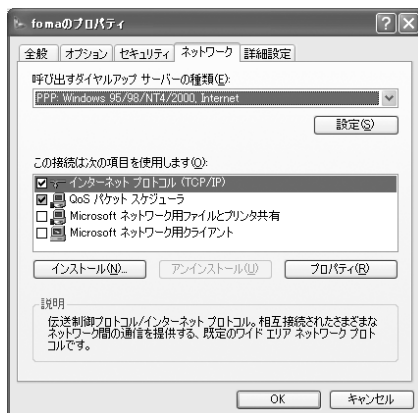 fomaのプロパティ
全般 オプション セキュリティ ネットワーク 詳細設定
呼び出すダイヤルアップ サーバーの種類(E):
PPP: Windows 95/98/NT4/2000, Internet
設定(S)
この接続は次の項目を使用します(O):
インターネット プロトコル (TCP/IP)
QoS パケット スケジューラ
Microsoft ネットワーク用ファイルとプリンタ共有
Microsoft ネットワーク用クライアント
インストール(N)... アンインストール(U) プロパティ(R)
説明
伝送制御プロトコル/インターネット プロトコル。相互接続されたさまざまな
ネットワーク間の通信を提供する、既定のワイド エリア ネットワーク プロト
コルです。
OK キャンセル